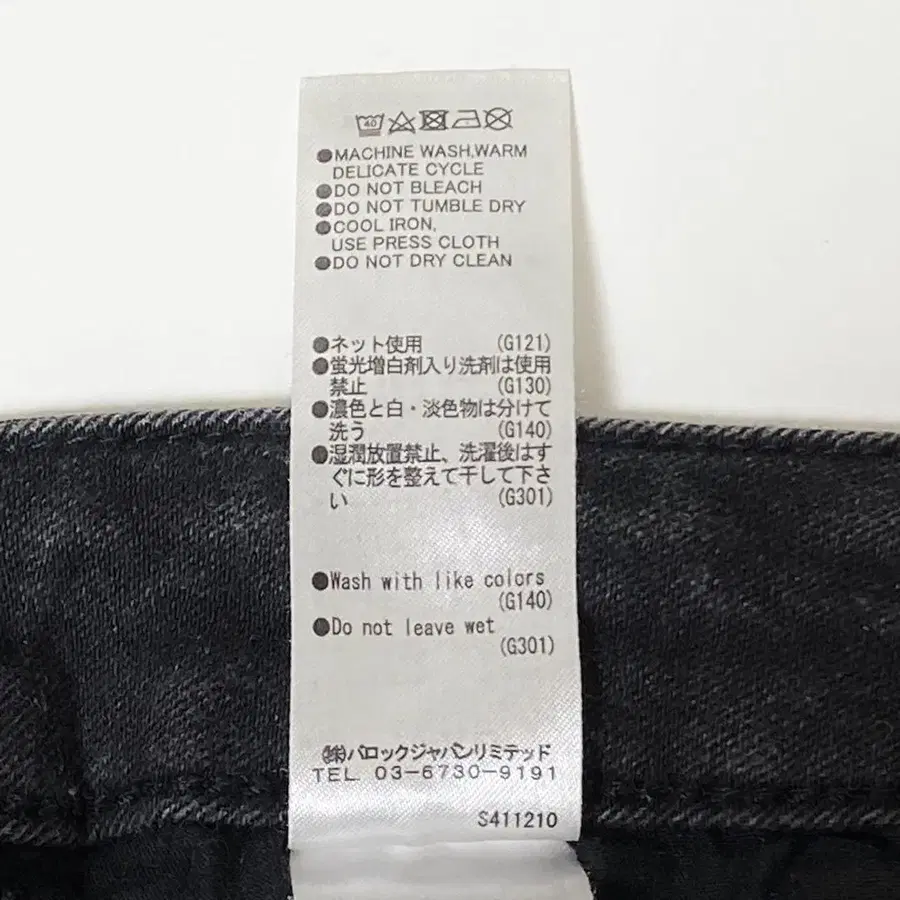 40
●MACHINE WASH,WARM
DELICATE CYCLE
●DO NOT BLEACH
●DO NOT TUMBLE DRY
●COOL IRON,
USE PRESS CLOTH
●DO NOT DRY CLEAN
●ネット使用 (G121)
●蛍光増白剤入り洗剤は使用
禁止 (G130)
●濃色と白・淡色物は分けて
洗う (G140)
●湿潤放置禁止、洗濯後はす
ぐに形を整えて干して下さ
い (G301)
●Wash with like colors
(G140)
●Do not leave wet
(G301)
㈱バロックジャパンリミテッド
TEL 03-6730-9191
S411210